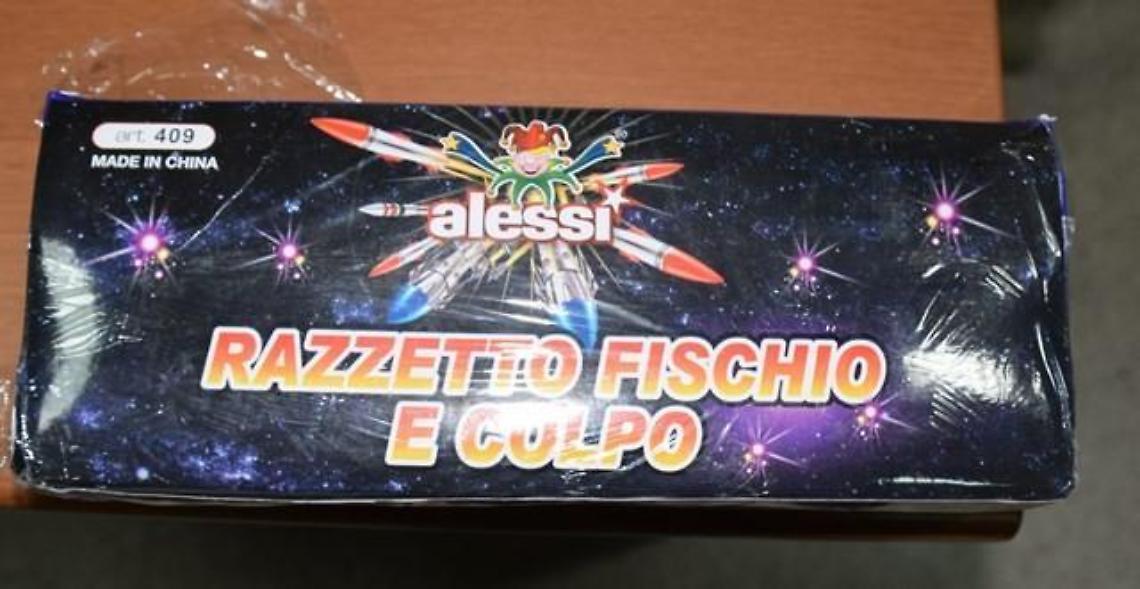 art. 409
MADE IN CHINA
®
alessi
RAZZETTO FISCHIO
E COLPO